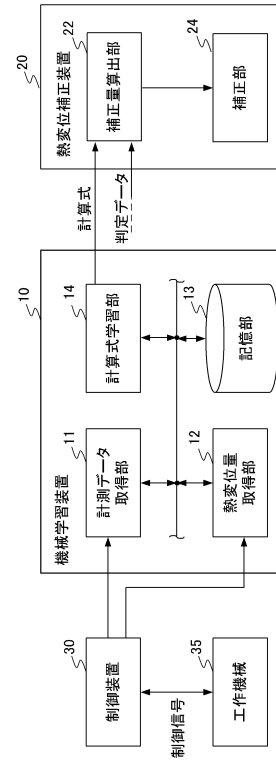 30
制御装置
制御信号
35
工作機械
10
機械学習装置
11
計測データ
取得部
12
熱変位量
取得部
14
計算式学習部
13
記憶部
計算式
判定データ
20
熱変位補正装置
22
補正量算出部
24
補正部